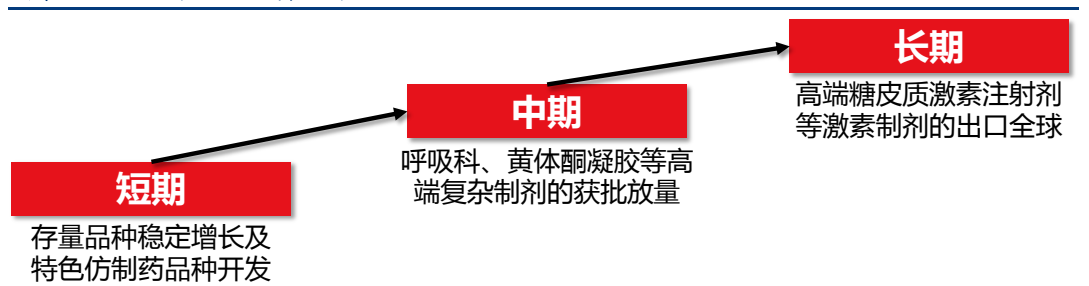 长期
高端糖皮质激素注射剂
等激素制剂的出口全球
中期
呼吸科、黄体酮凝胶等高
端复杂制剂的获批放量
短期
存量品种稳定增长及
特色仿制药品种开发